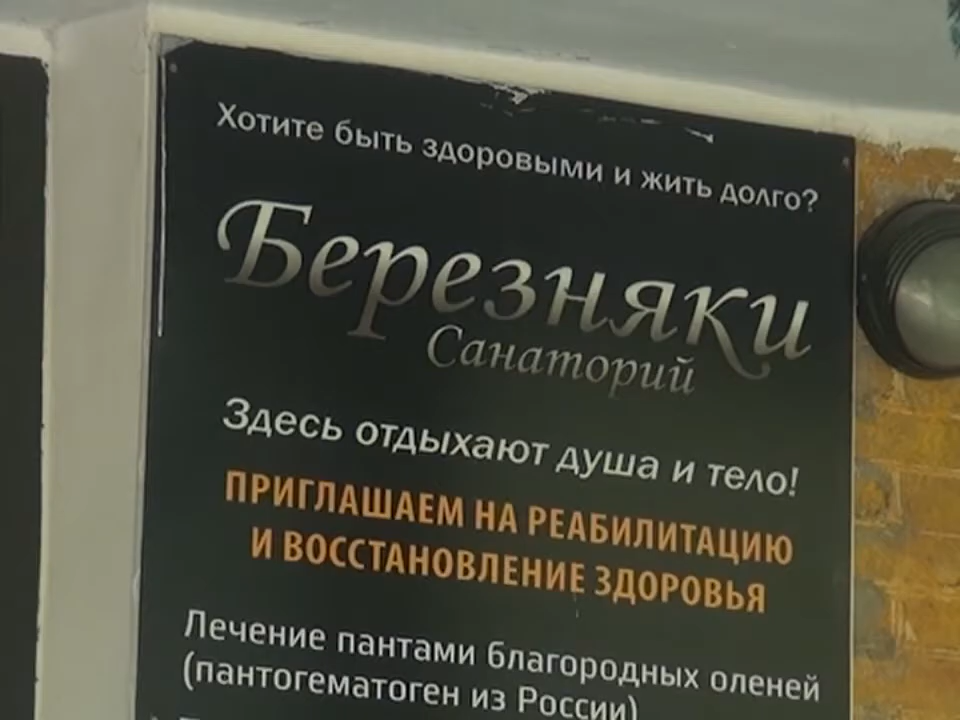 Хотите быть здоровыми и жить долго?
Березняки
Санаторий
Здесь отдыхают душа и тело!
ПРИГЛАШАЕМ НА РЕАБИЛИТАЦИЮ
И ВОССТАНОВЛЕНИЕ ЗДОРОВЬЯ
Лечение пантами благородных оленей
(пантогематоген из России)